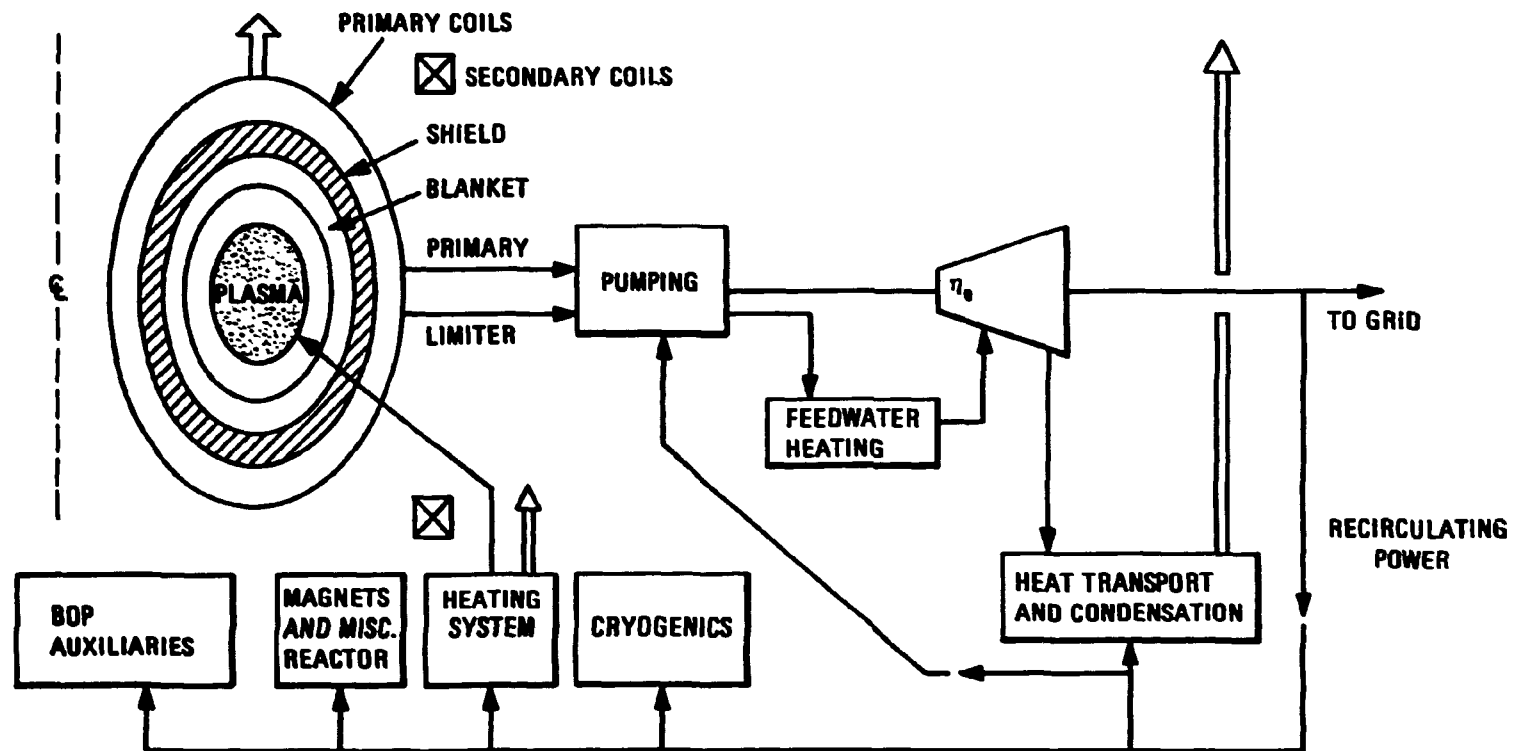 PRIMARY COILS
SECONDARY COILS
SHIELD
BLANKET
PRIMARY
PLASMA
LIMITER
℄
PUMPING
ηe
TO GRID
FEEDWATER
HEATING
RECIRCULATING
POWER
BOP
AUXILIARIES
MAGNETS
AND MISC.
REACTOR
HEATING
SYSTEM
CRYOGENICS
HEAT TRANSPORT
AND CONDENSATION